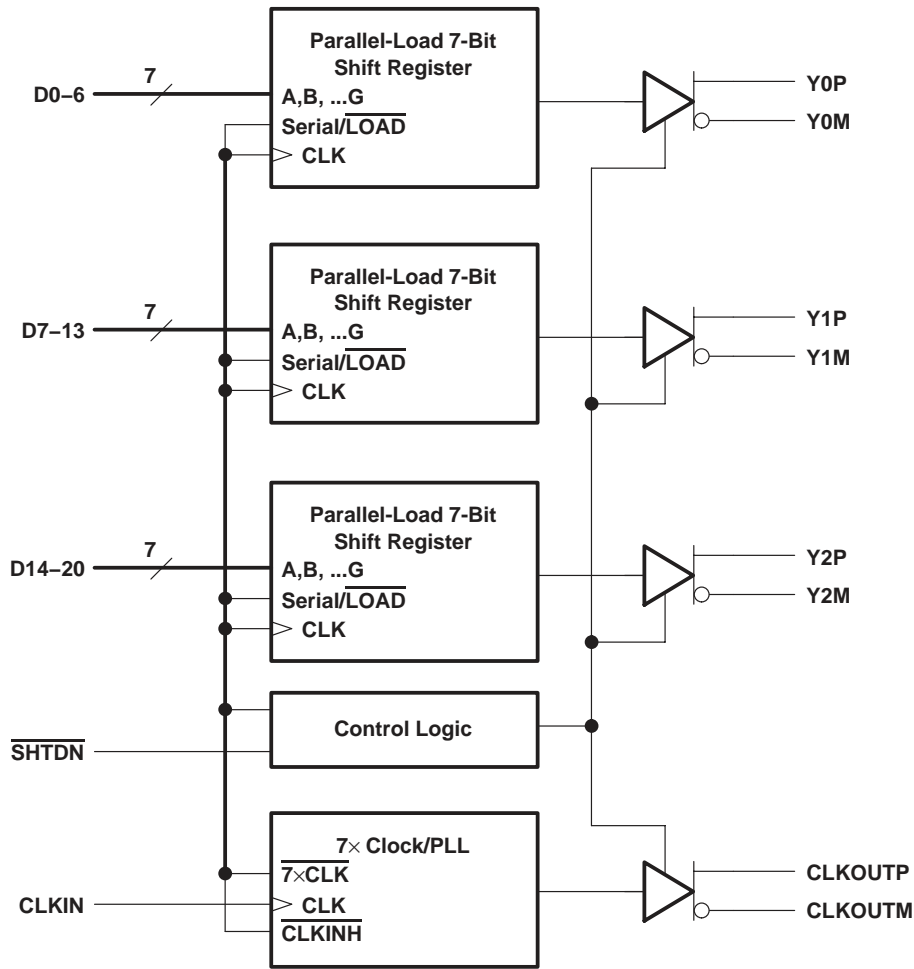 Parallel-Load 7-Bit
Shift Register
7
D0–6
A,B, ...G
Serial/LOAD
CLK
Y0P
Y0M
Parallel-Load 7-Bit
Shift Register
7
D7–13
A,B, ...G
Serial/LOAD
CLK
Y1P
Y1M
Parallel-Load 7-Bit
Shift Register
7
D14–20
A,B, ...G
Serial/LOAD
CLK
Y2P
Y2M
Control Logic
SHTDN
7× Clock/PLL
7×CLK
CLKIN
CLK
CLKINH
CLKOUTP
CLKOUTM